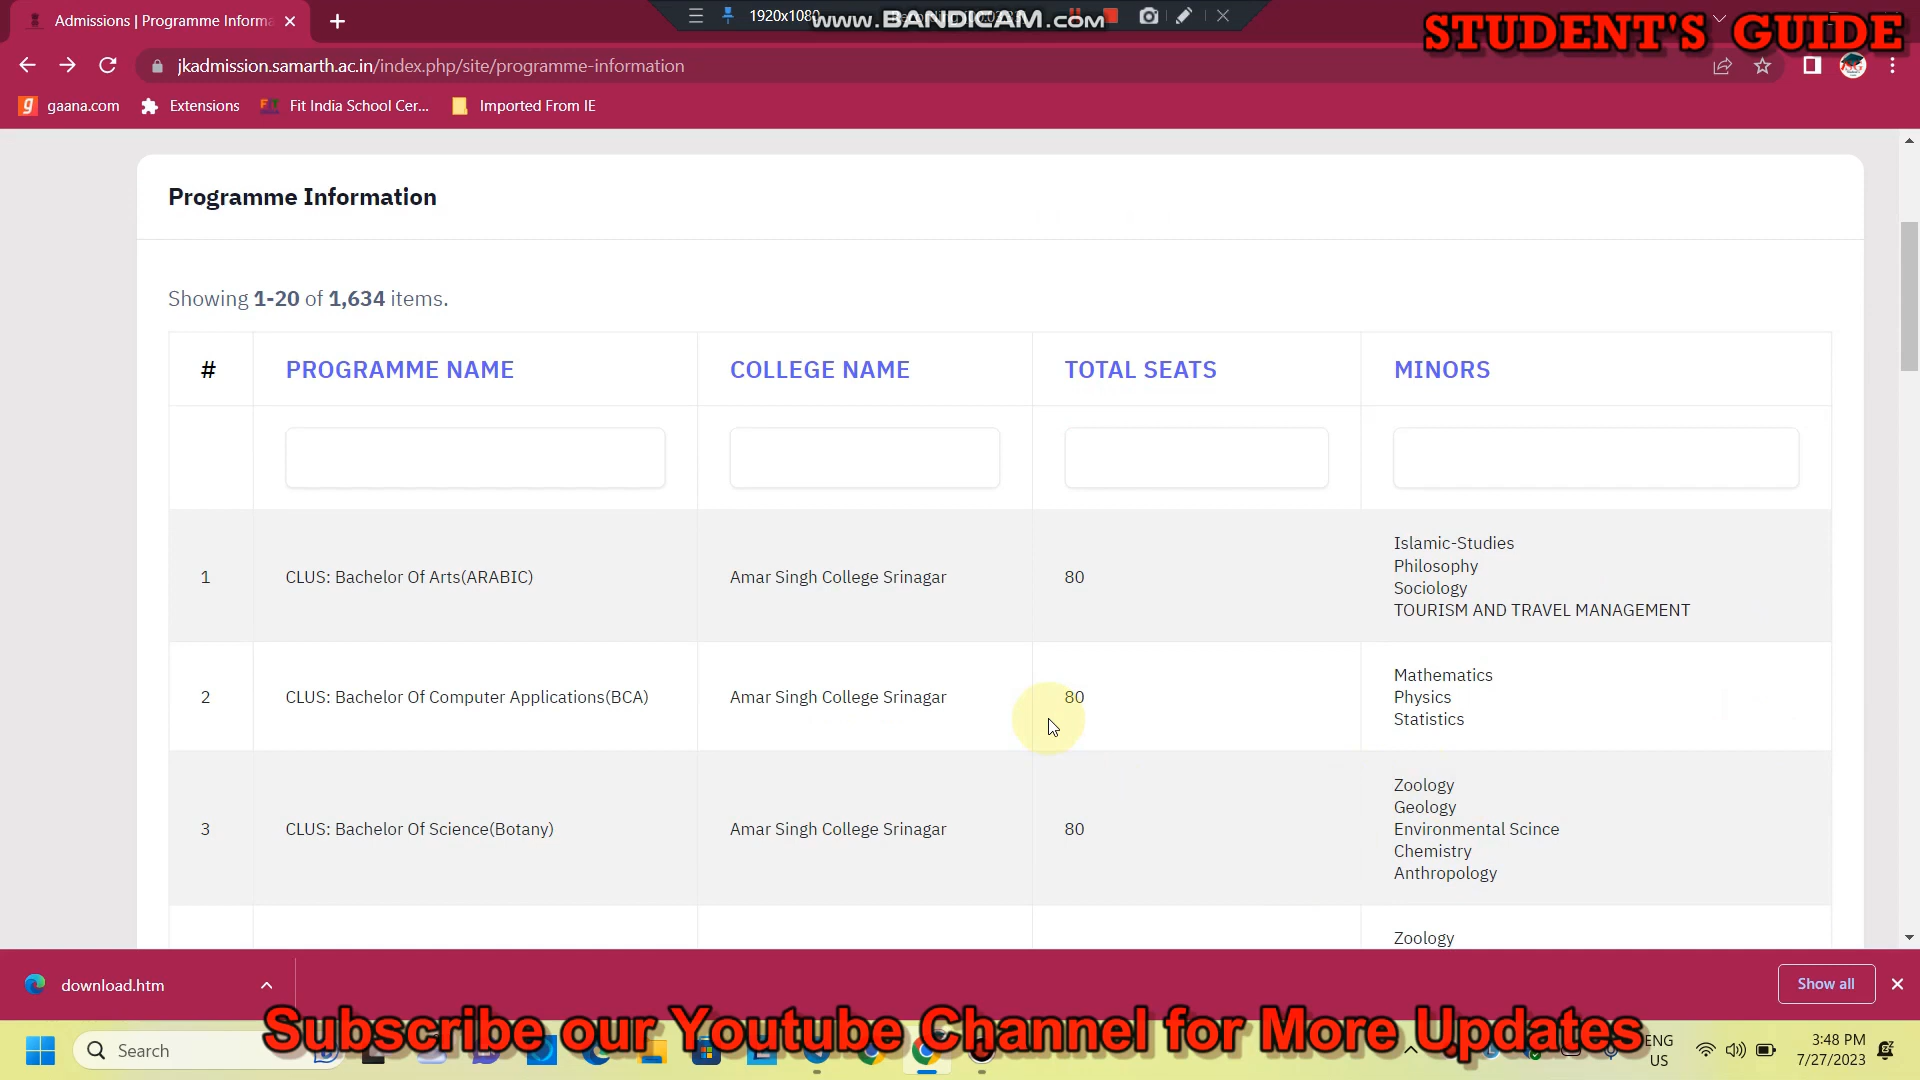 Admissions | Programme Informa
1920x1080
www.BANDICAM.com
STUDENT'S GUIDE
jkadmission.samarth.ac.in/index.php/site/programme-information
gaana.com
Extensions
Fit India School Cer...
Imported From IE
Programme Information
Showing 1-20 of 1,634 items.
# PROGRAMME NAME COLLEGE NAME TOTAL SEATS MINORS
1 CLUS: Bachelor Of Arts(ARABIC) Amar Singh College Srinagar 80
Islamic-Studies
Philosophy
Sociology
TOURISM AND TRAVEL MANAGEMENT
2 CLUS: Bachelor Of Computer Applications(BCA) Amar Singh College Srinagar 80
Mathematics
Physics
Statistics
3 CLUS: Bachelor Of Science(Botany) Amar Singh College Srinagar 80
Zoology
Geology
Environmental Scince
Chemistry
Anthropology
Zoology
download.htm
Show all
Subscribe our Youtube Channel for More Updates
Search
ENG
US
3:48 PM
7/27/2023